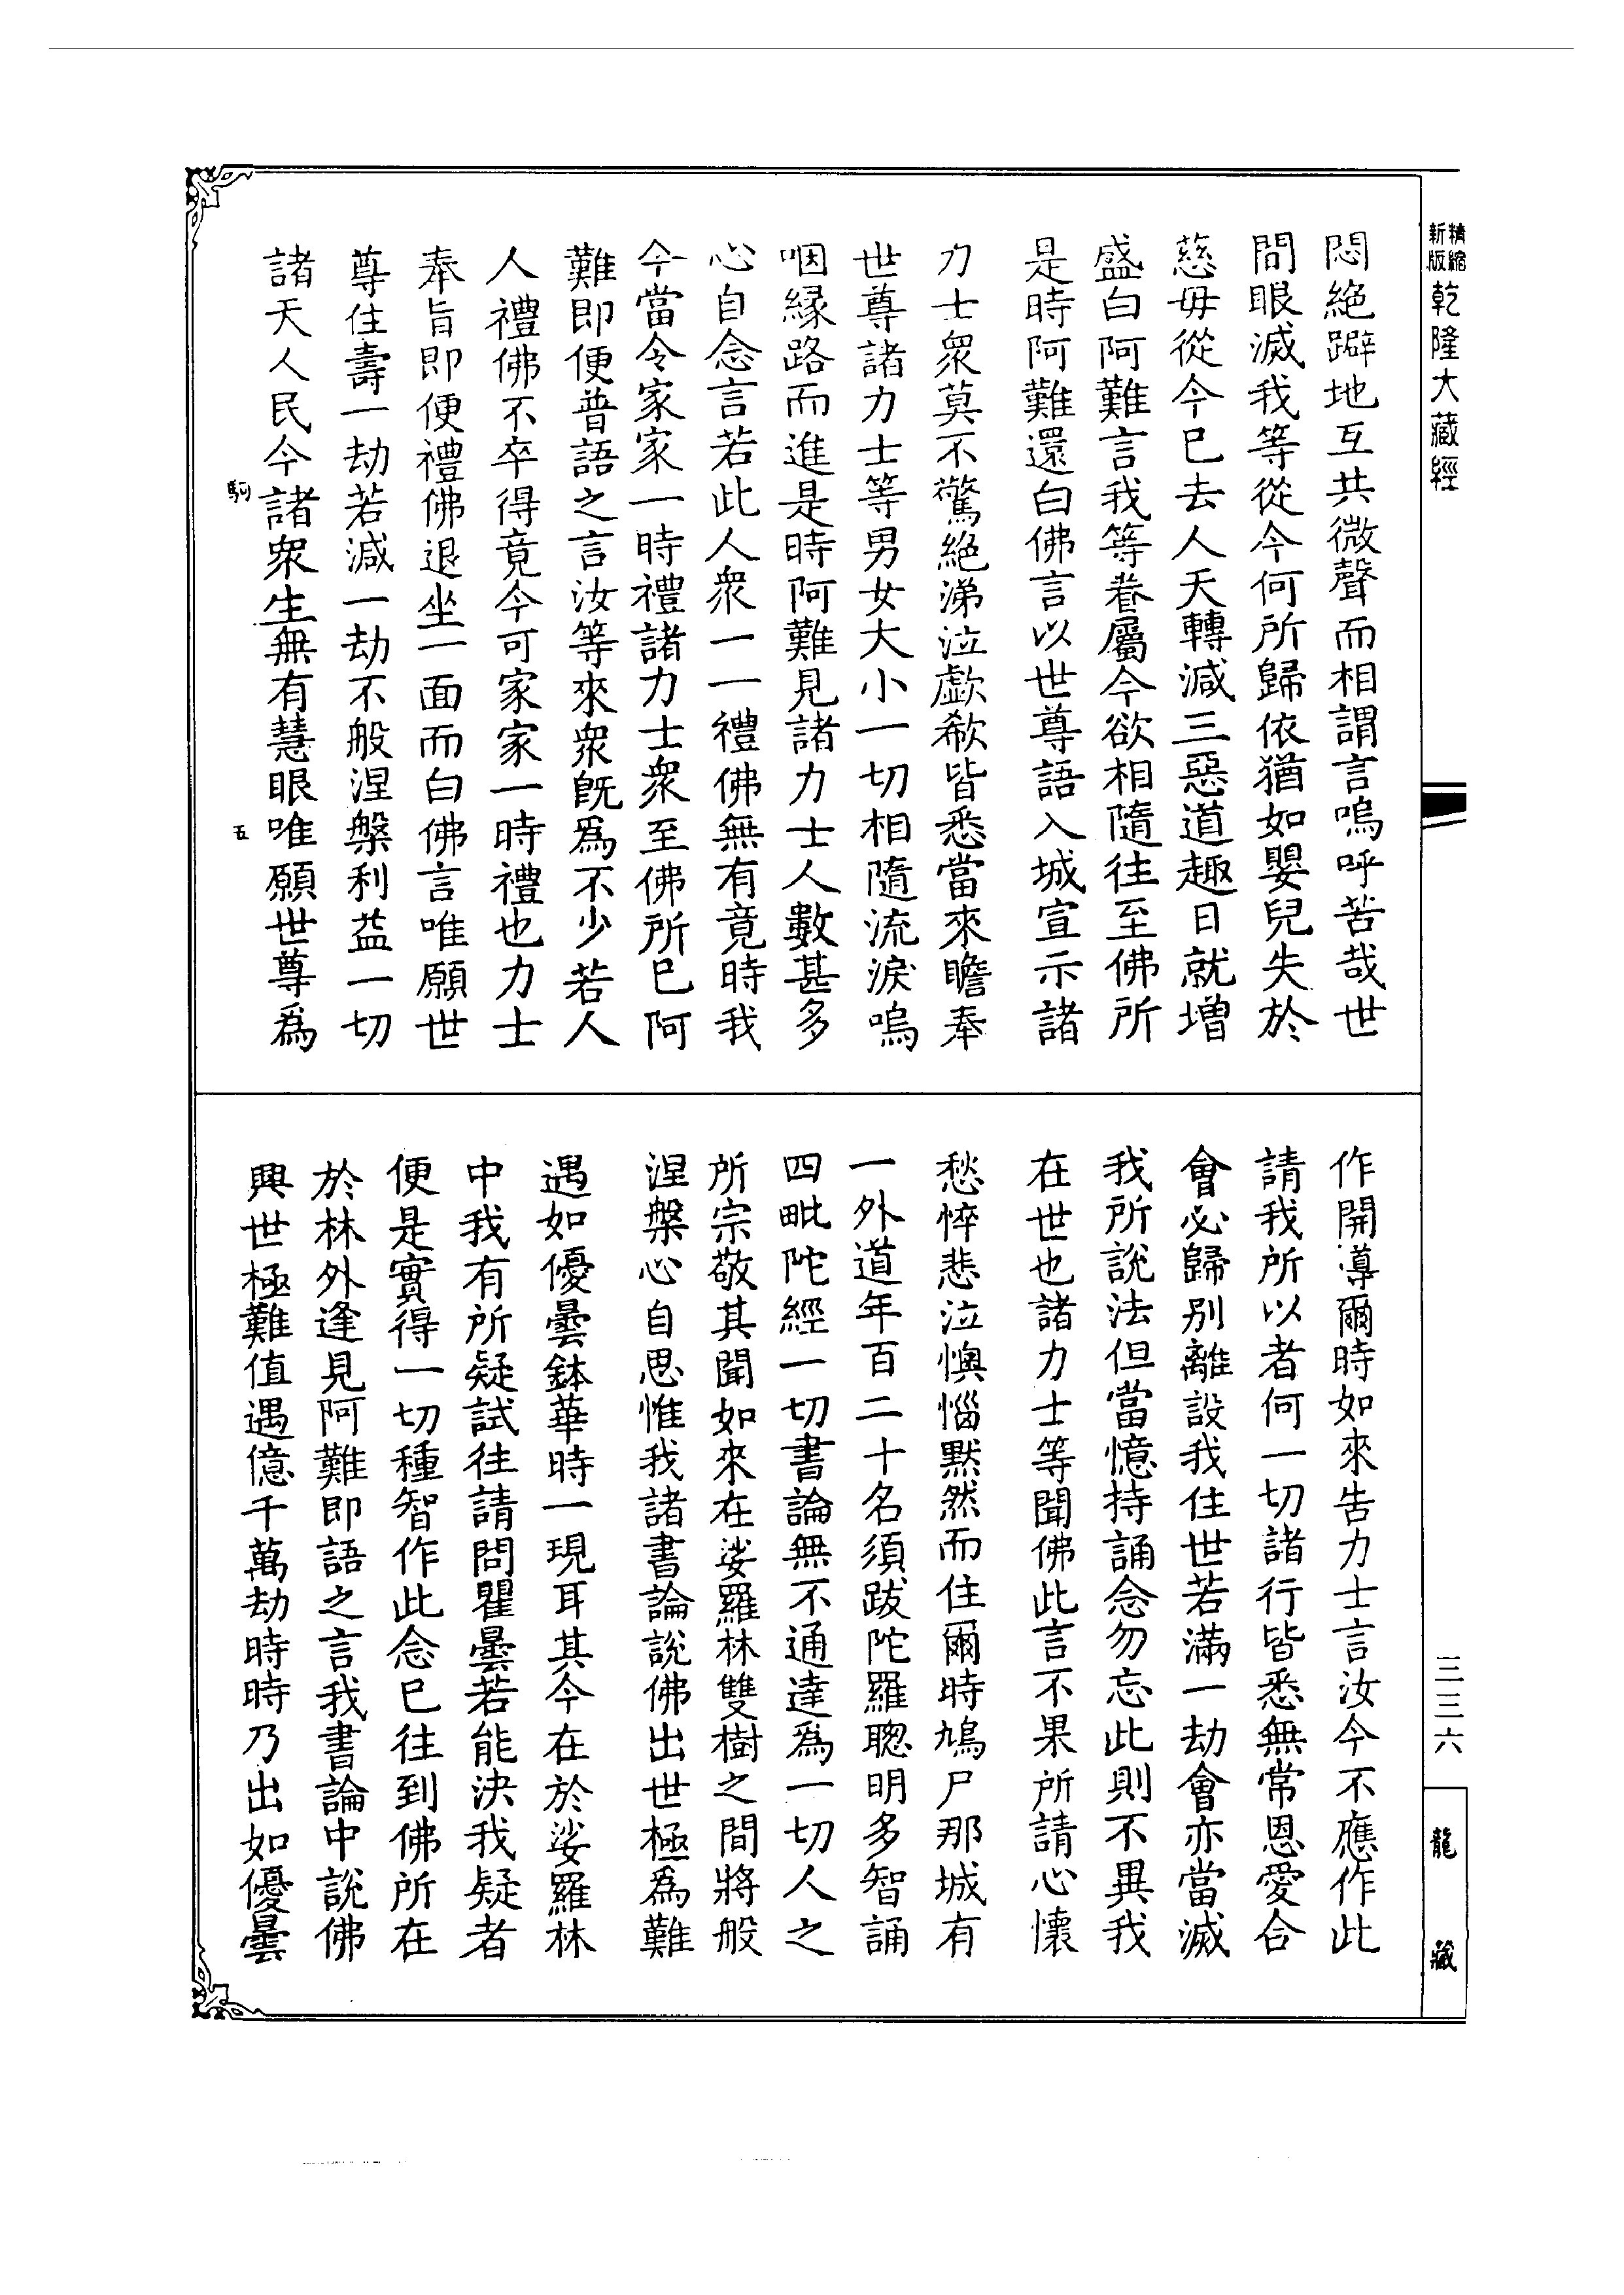 精縮新版乾隆大藏經
悶絕躃地互共微聲而相謂言嗚呼苦哉世
間眼滅我等從今何所歸依猶如嬰兒失於
慈母從今已去人天轉減三惡道趣日就增
盛白阿難言我等眷屬今欲相隨往至佛所
是時阿難還白佛言以世尊語入城宣示諸
力士衆莫不驚絕涕泣歔欷皆悉當來瞻奉
世尊諸力士等男女大小一切相隨流淚嗚
咽緣路而進是時阿難見諸力士人數甚多
心自念言若此人衆一一禮佛無有竟時我
今當令家家一時禮諸力士衆至佛所已阿
難即便普語之言汝等來衆旣爲不少若人
人禮佛不卒得竟今可家家一時禮也力士
奉旨即便禮佛退坐一面而白佛言唯願世
尊住壽一劫若減一劫不般涅槃利益一切
諸天人民今諸衆生無有慧眼唯願世尊爲
駉 五
作開導爾時如來告力士言汝今不應作此
請我所以者何一切諸行皆悉無常恩愛合
會必歸別離設我住世若滿一劫會亦當滅
我所說法但當憶持誦念勿忘此則不異我
在世也諸力士等聞佛此言不果所請心懷
愁悴悲泣懊惱默然而住爾時鳩尸那城有
一外道年百二十名須跋陀羅聰明多智誦
四毗陀經一切書論無不通達爲一切人之
所宗敬其聞如來在娑羅林雙樹之間將般
涅槃心自思惟我諸書論說佛出世極爲難
遇如優曇鉢華時一現耳其今在於娑羅林
中我有所疑試往請問瞿曇若能決我疑者
便是實得一切種智作此念已往到佛所在
於林外逢見阿難即語之言我書論中說佛
興世極難值遇億千萬劫時時乃出如優曇
三三六
龍藏